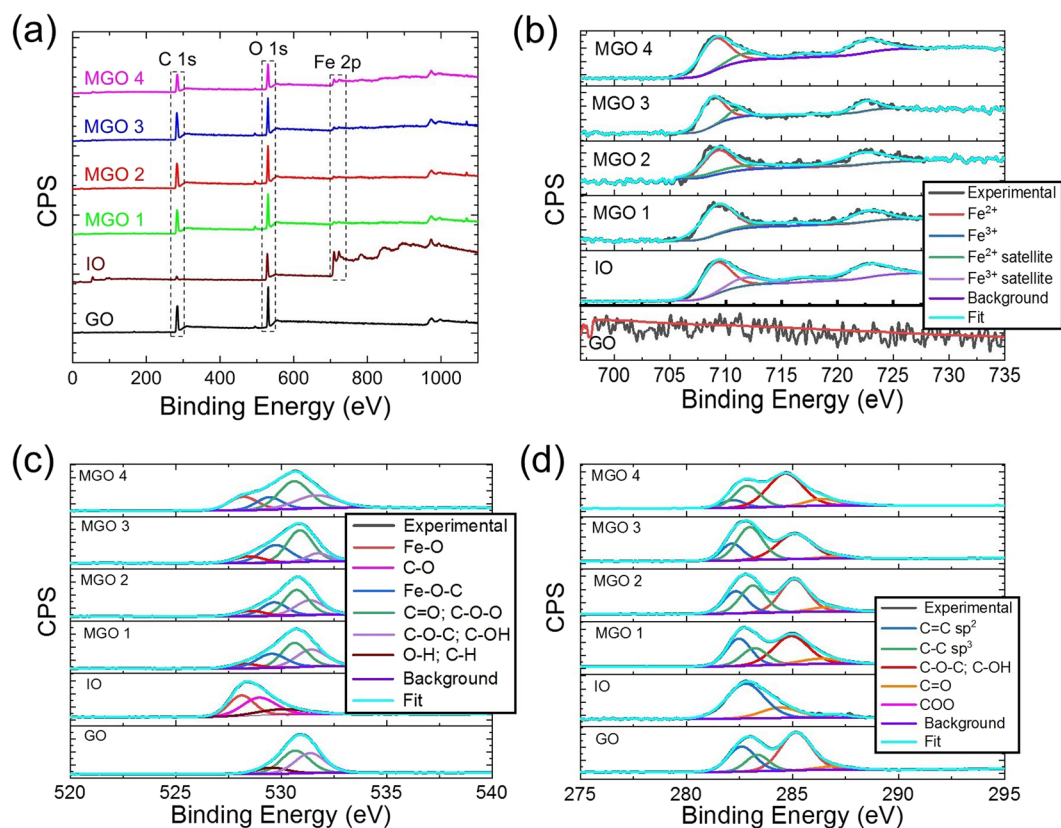 (a)
C 1s
O 1s
Fe 2p
MGO 4
MGO 3
MGO 2
MGO 1
IO
GO
CPS
0 200 400 600 800 1000
Binding Energy (eV)
(b)
MGO 4
MGO 3
MGO 2
MGO 1
IO
GO
Experimental
Fe²⁺
Fe³⁺
Fe²⁺ satellite
Fe³⁺ satellite
Background
Fit
CPS
700 705 710 715 720 725 730 735
Binding Energy (eV)
(c)
MGO 4
MGO 3
MGO 2
MGO 1
IO
GO
Experimental
Fe-O
C-O
Fe-O-C
C=O; C-O-O
C-O-C; C-OH
O-H; C-H
Background
Fit
CPS
520 525 530 535 540
Binding Energy (eV)
(d)
MGO 4
MGO 3
MGO 2
MGO 1
IO
GO
Experimental
C=C sp²
C-C sp³
C-O-C; C-OH
C=O
COO
Background
Fit
CPS
275 280 285 290 295
Binding Energy (eV)